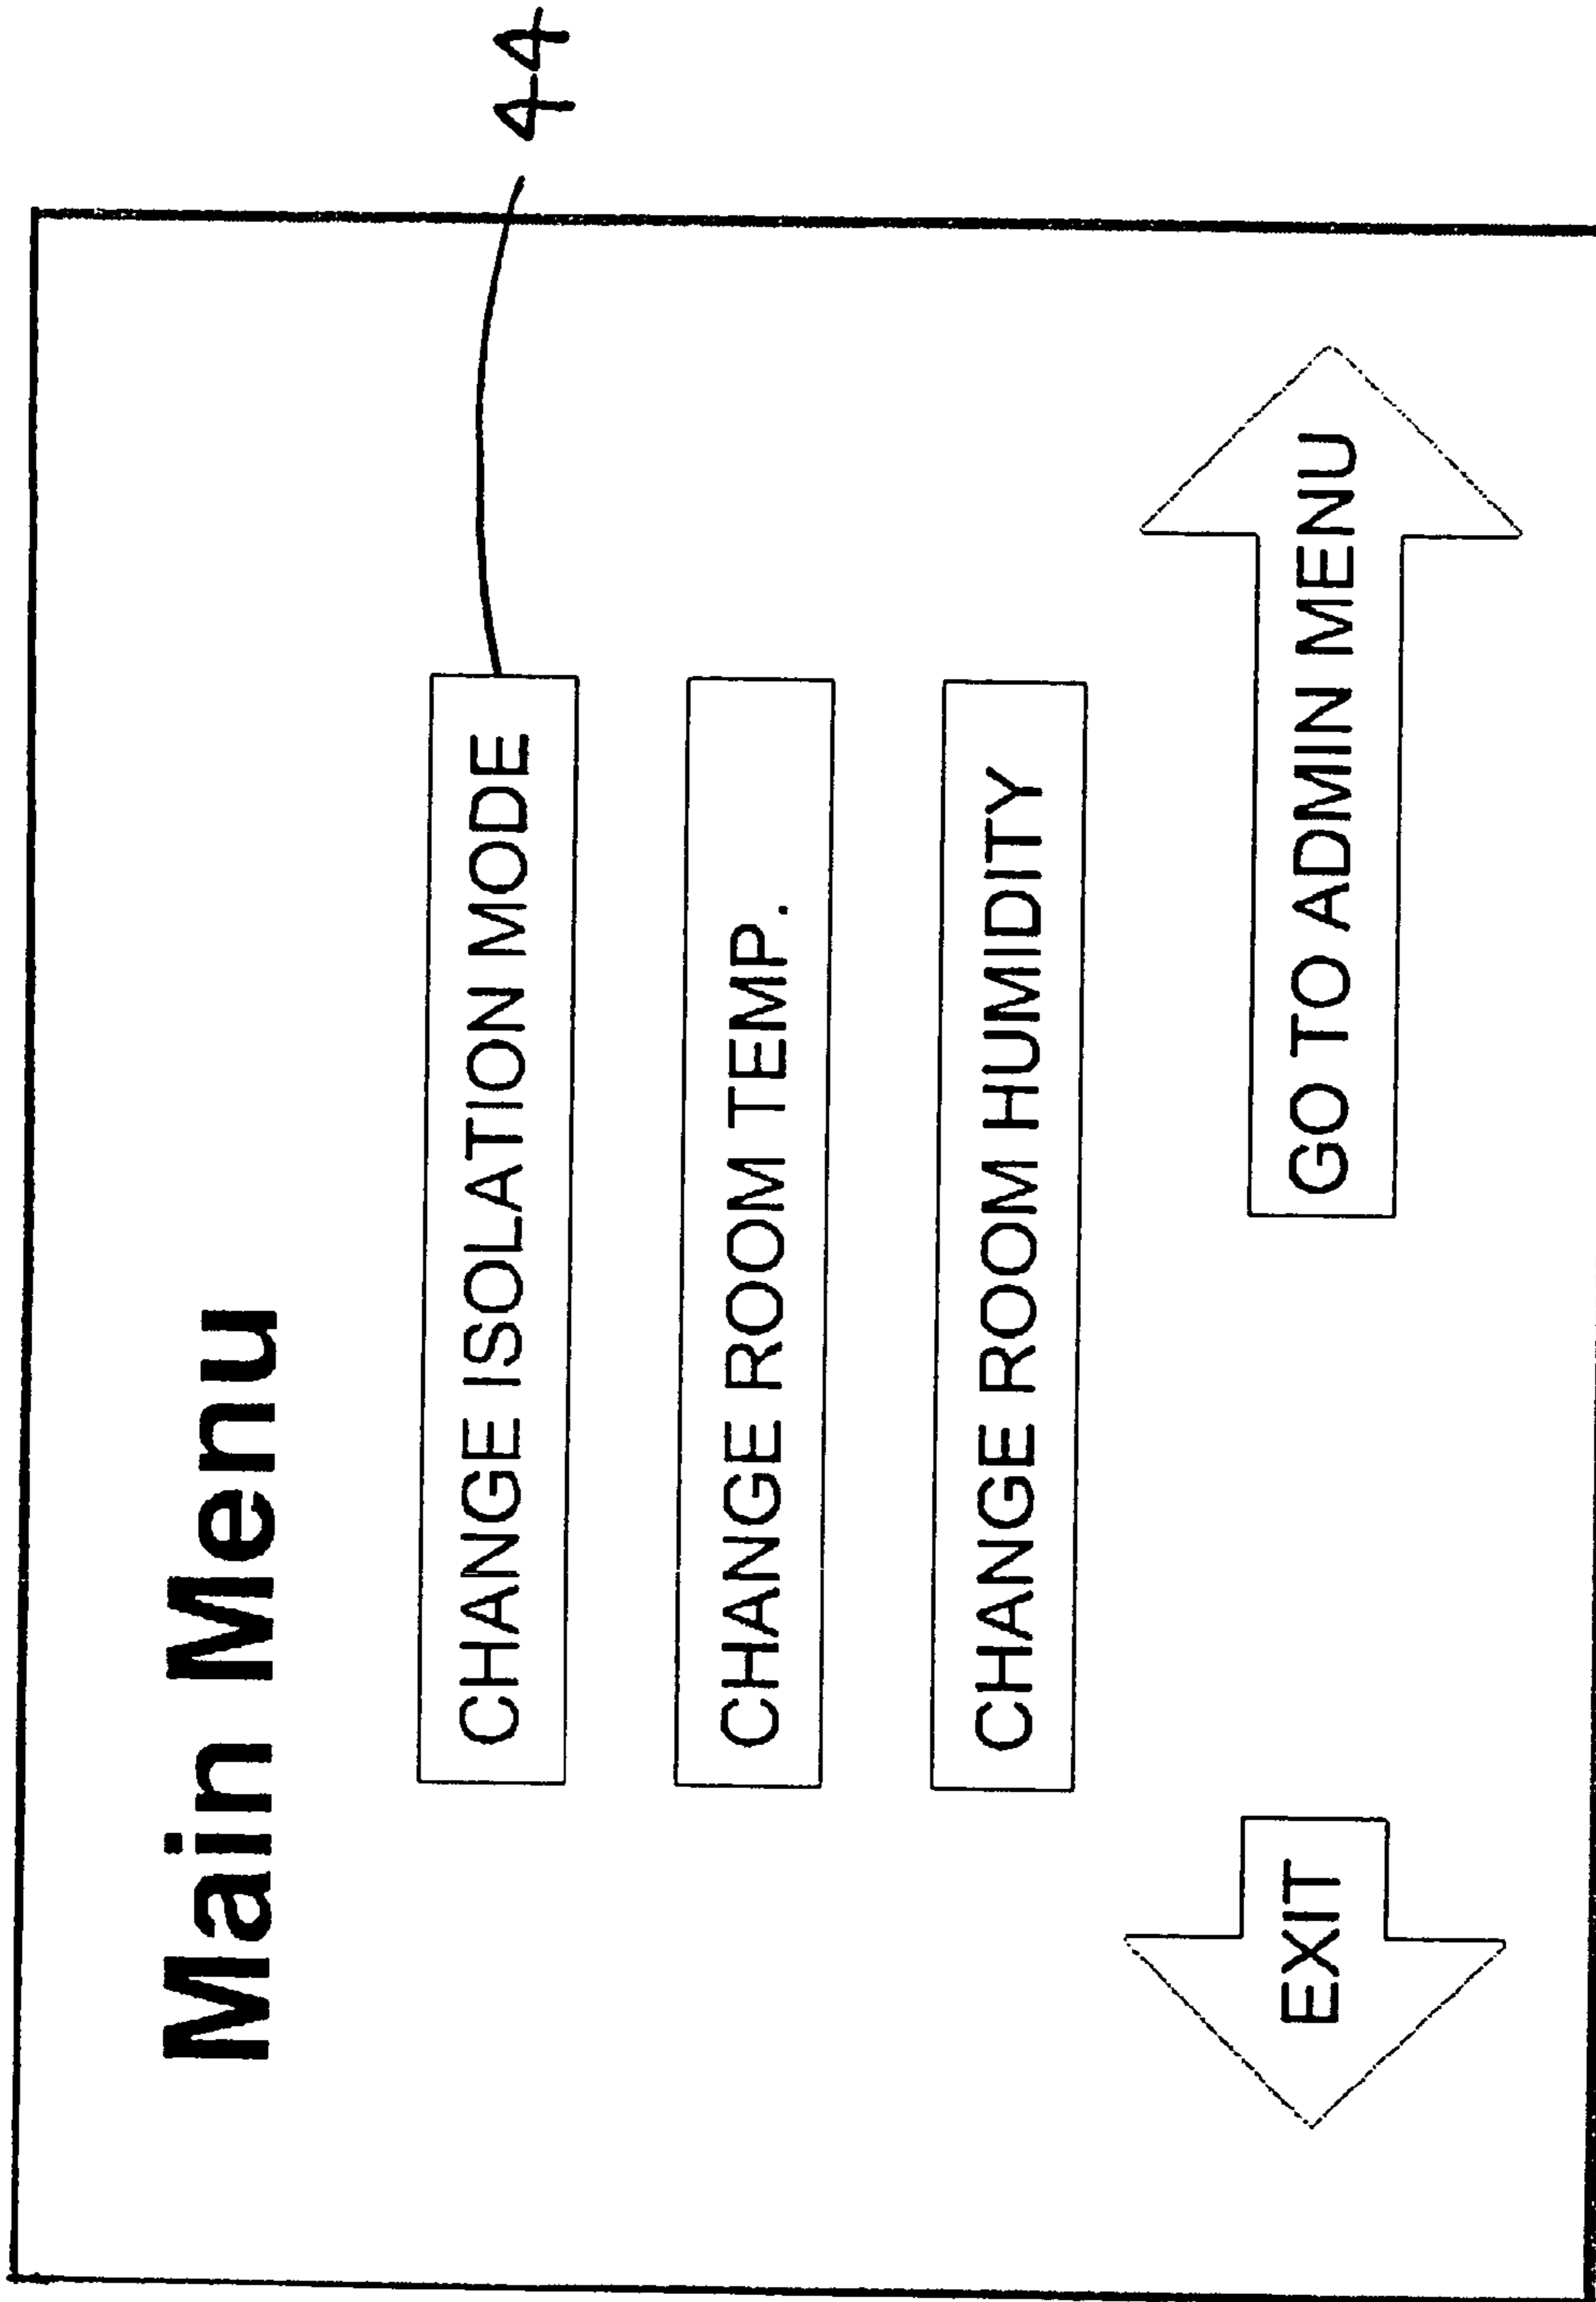 Main Menu
CHANGE ISOLATION MODE
44
CHANGE ROOM TEMP.
CHANGE ROOM HUMIDITY
EXIT
GO TO ADMIN MENU